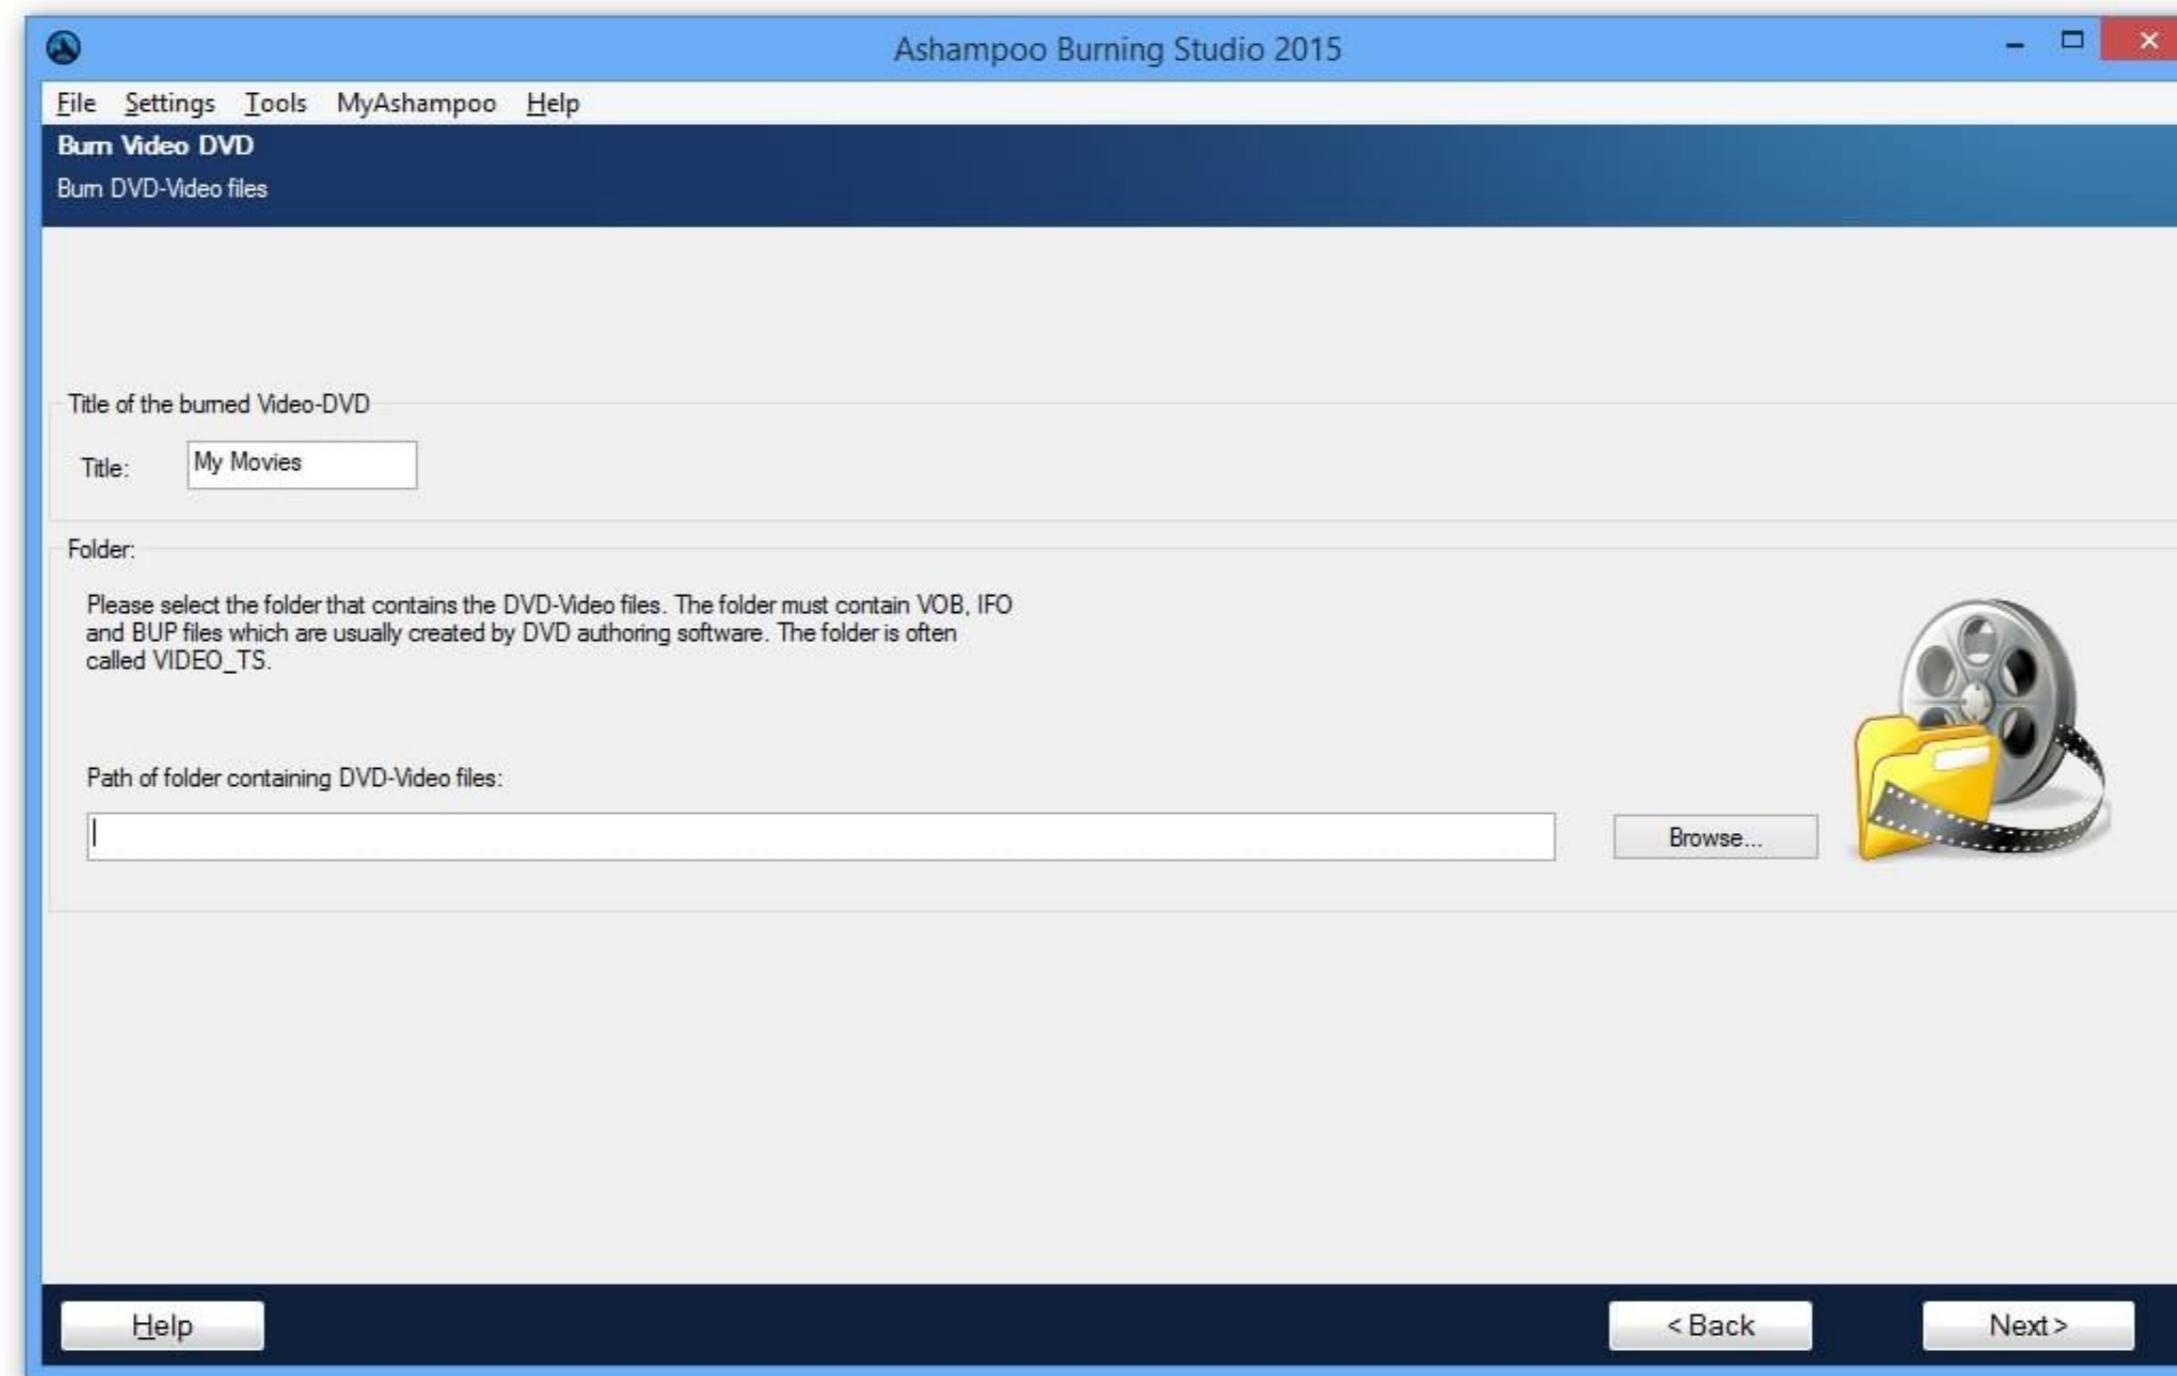 Ashampoo Burning Studio 2015
File Settings Tools MyAshampoo Help
Burn Video DVD
Burn DVD-Video files
Title of the burned Video-DVD
Title: My Movies
Folder:
Please select the folder that contains the DVD-Video files. The folder must contain VOB, IFO
and BUP files which are usually created by DVD authoring software. The folder is often
called VIDEO_TS.
Path of folder containing DVD-Video files:
Browse...
Help < Back Next >